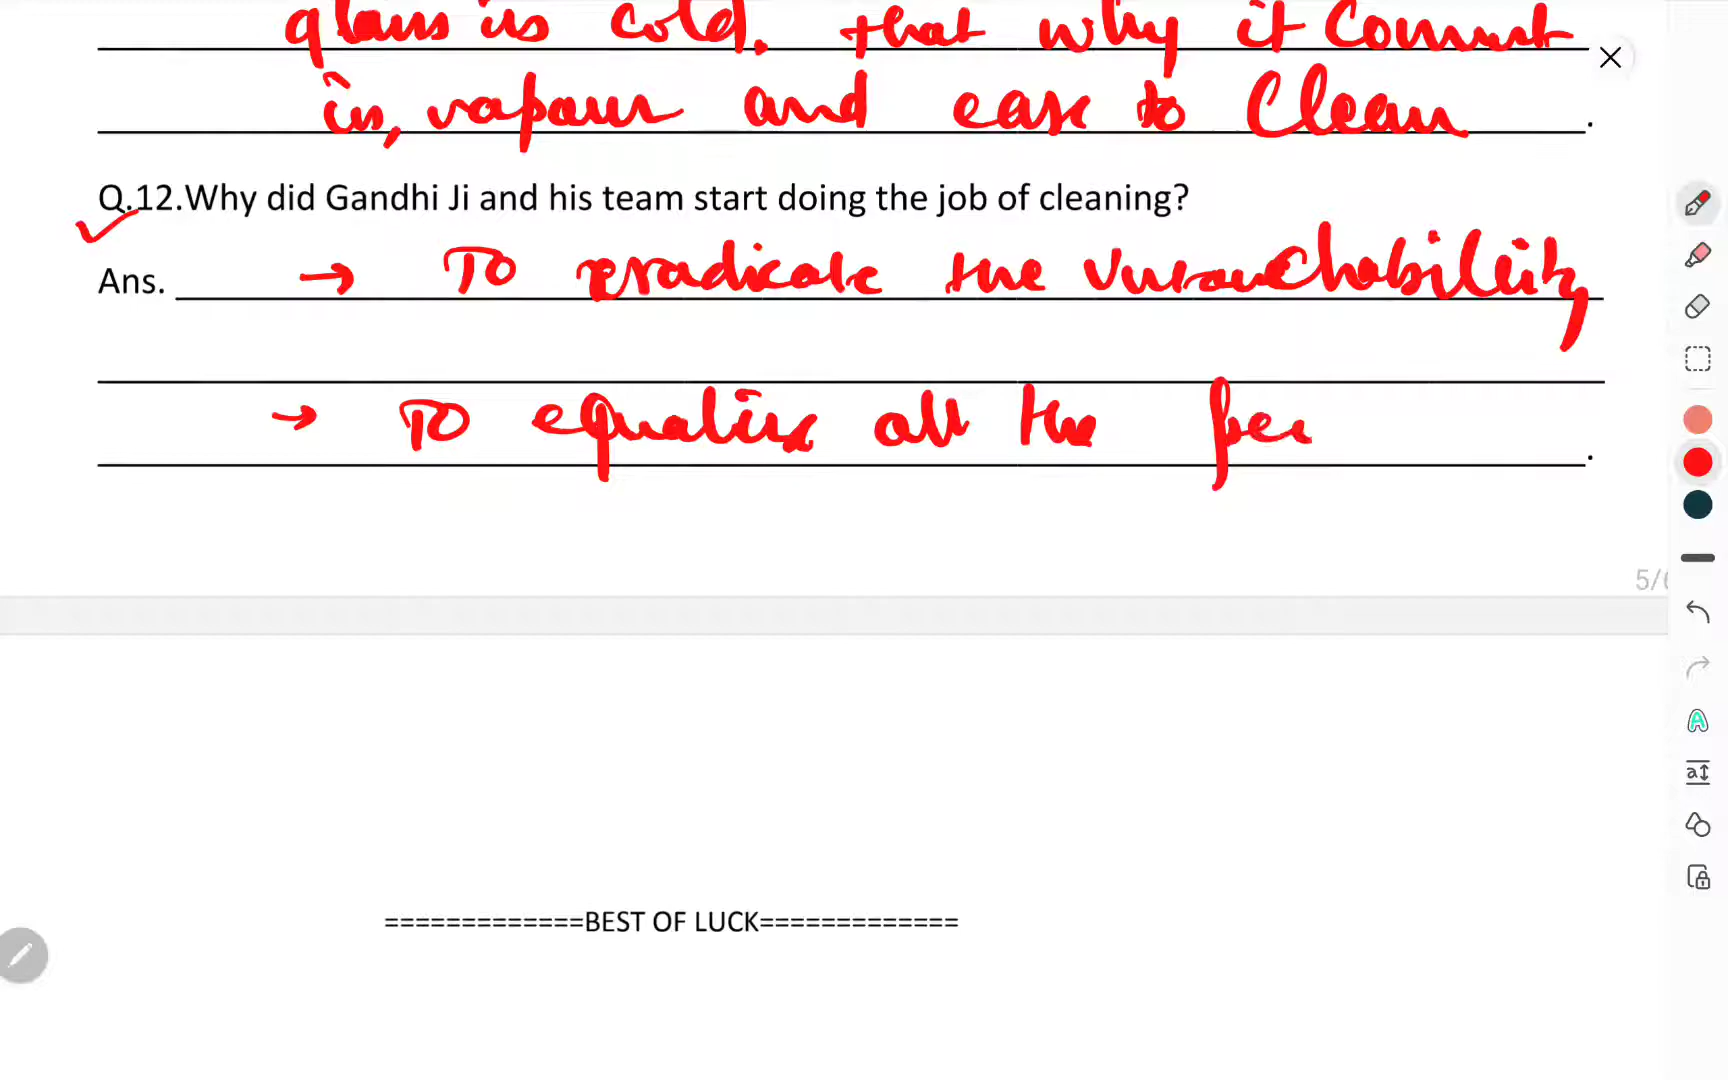 glass is cold. that why it Convert
in, vapour and easy to Clean
.
Q.12.Why did Gandhi Ji and his team start doing the job of cleaning?
Ans. → To eradicate the Untouchability
→ To equalise all the
.
5/
=============BEST OF LUCK=============